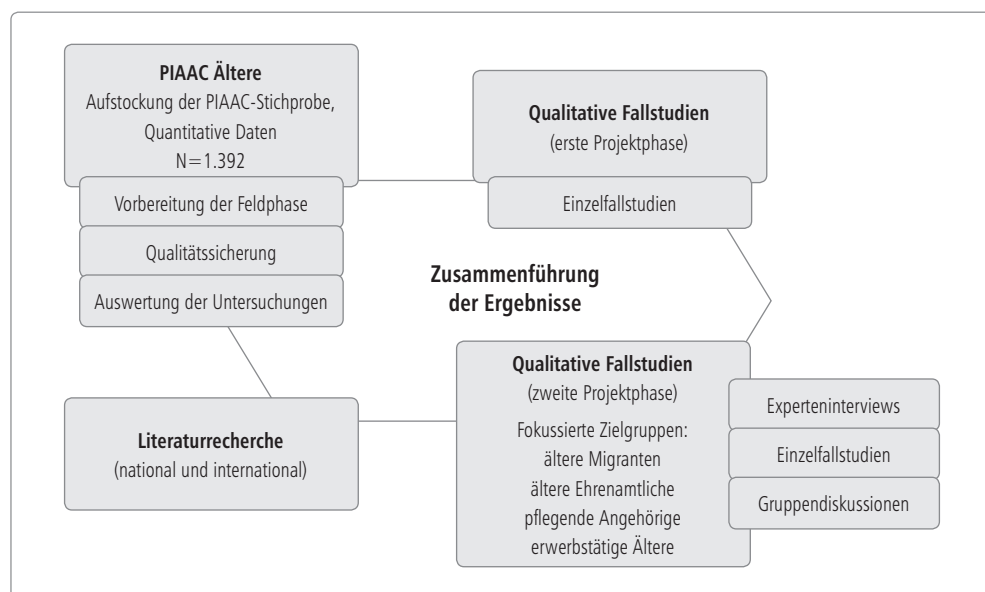 PIAAC Ältere
Aufstockung der PIAAC-Stichprobe,
Quantitative Daten
N=1.392
Vorbereitung der Feldphase
Qualitätssicherung
Auswertung der Untersuchungen
Qualitative Fallstudien
(erste Projektphase)
Einzelfallstudien
Zusammenführung
der Ergebnisse
Literaturrecherche
(national und international)
Qualitative Fallstudien
(zweite Projektphase)
Fokussierte Zielgruppen:
ältere Migranten
ältere Ehrenamtliche
pflegende Angehörige
erwerbstätige Ältere
Experteninterviews
Einzelfallstudien
Gruppendiskussionen